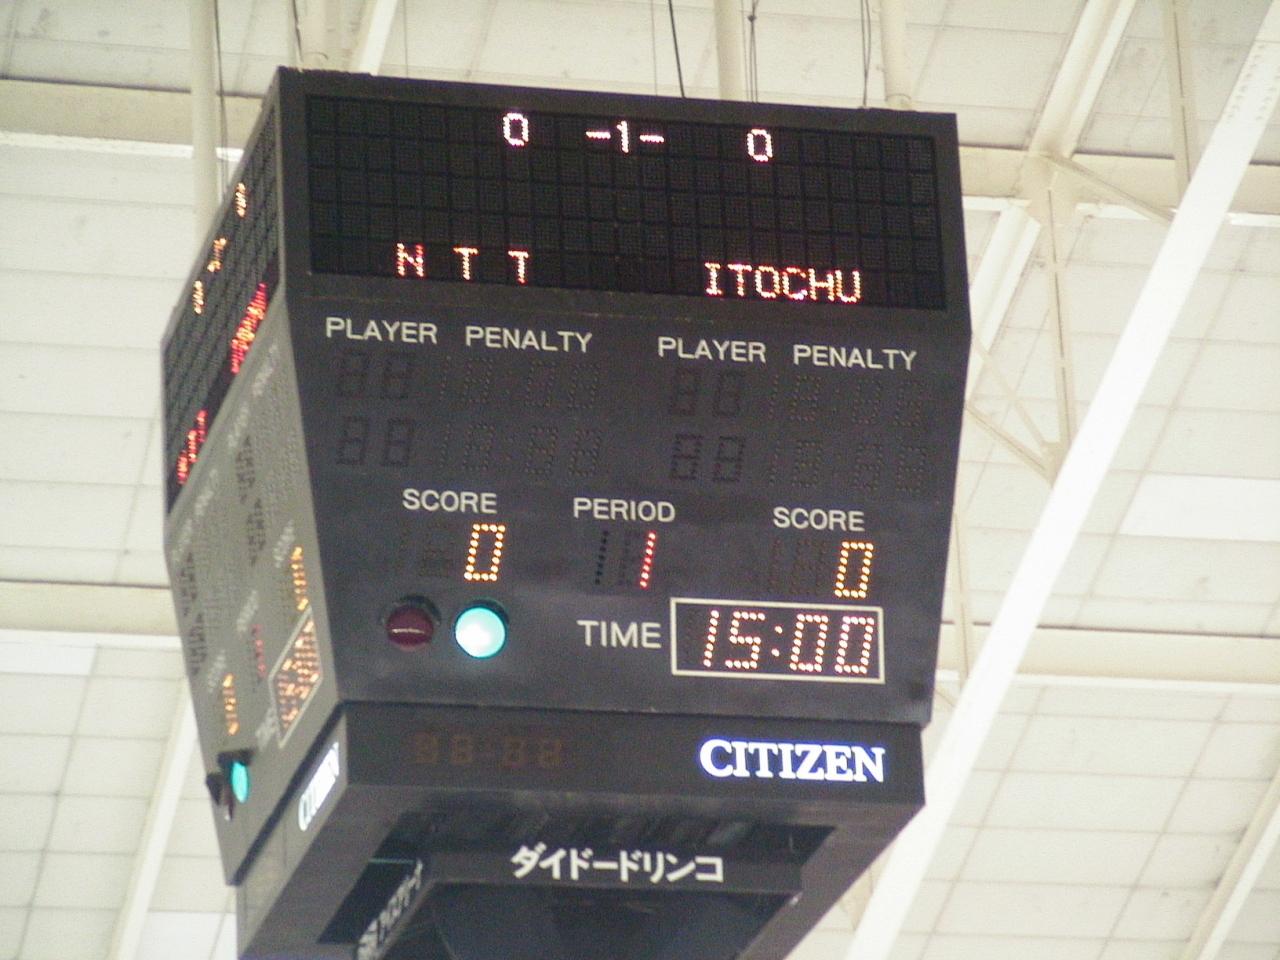 0 -1- 0
N T T ITOCHU
PLAYER PENALTY PLAYER PENALTY
SCORE PERIOD SCORE
0 1 0
TIME 15:00
CITIZEN
ダイドードリンコ
CITIZEN